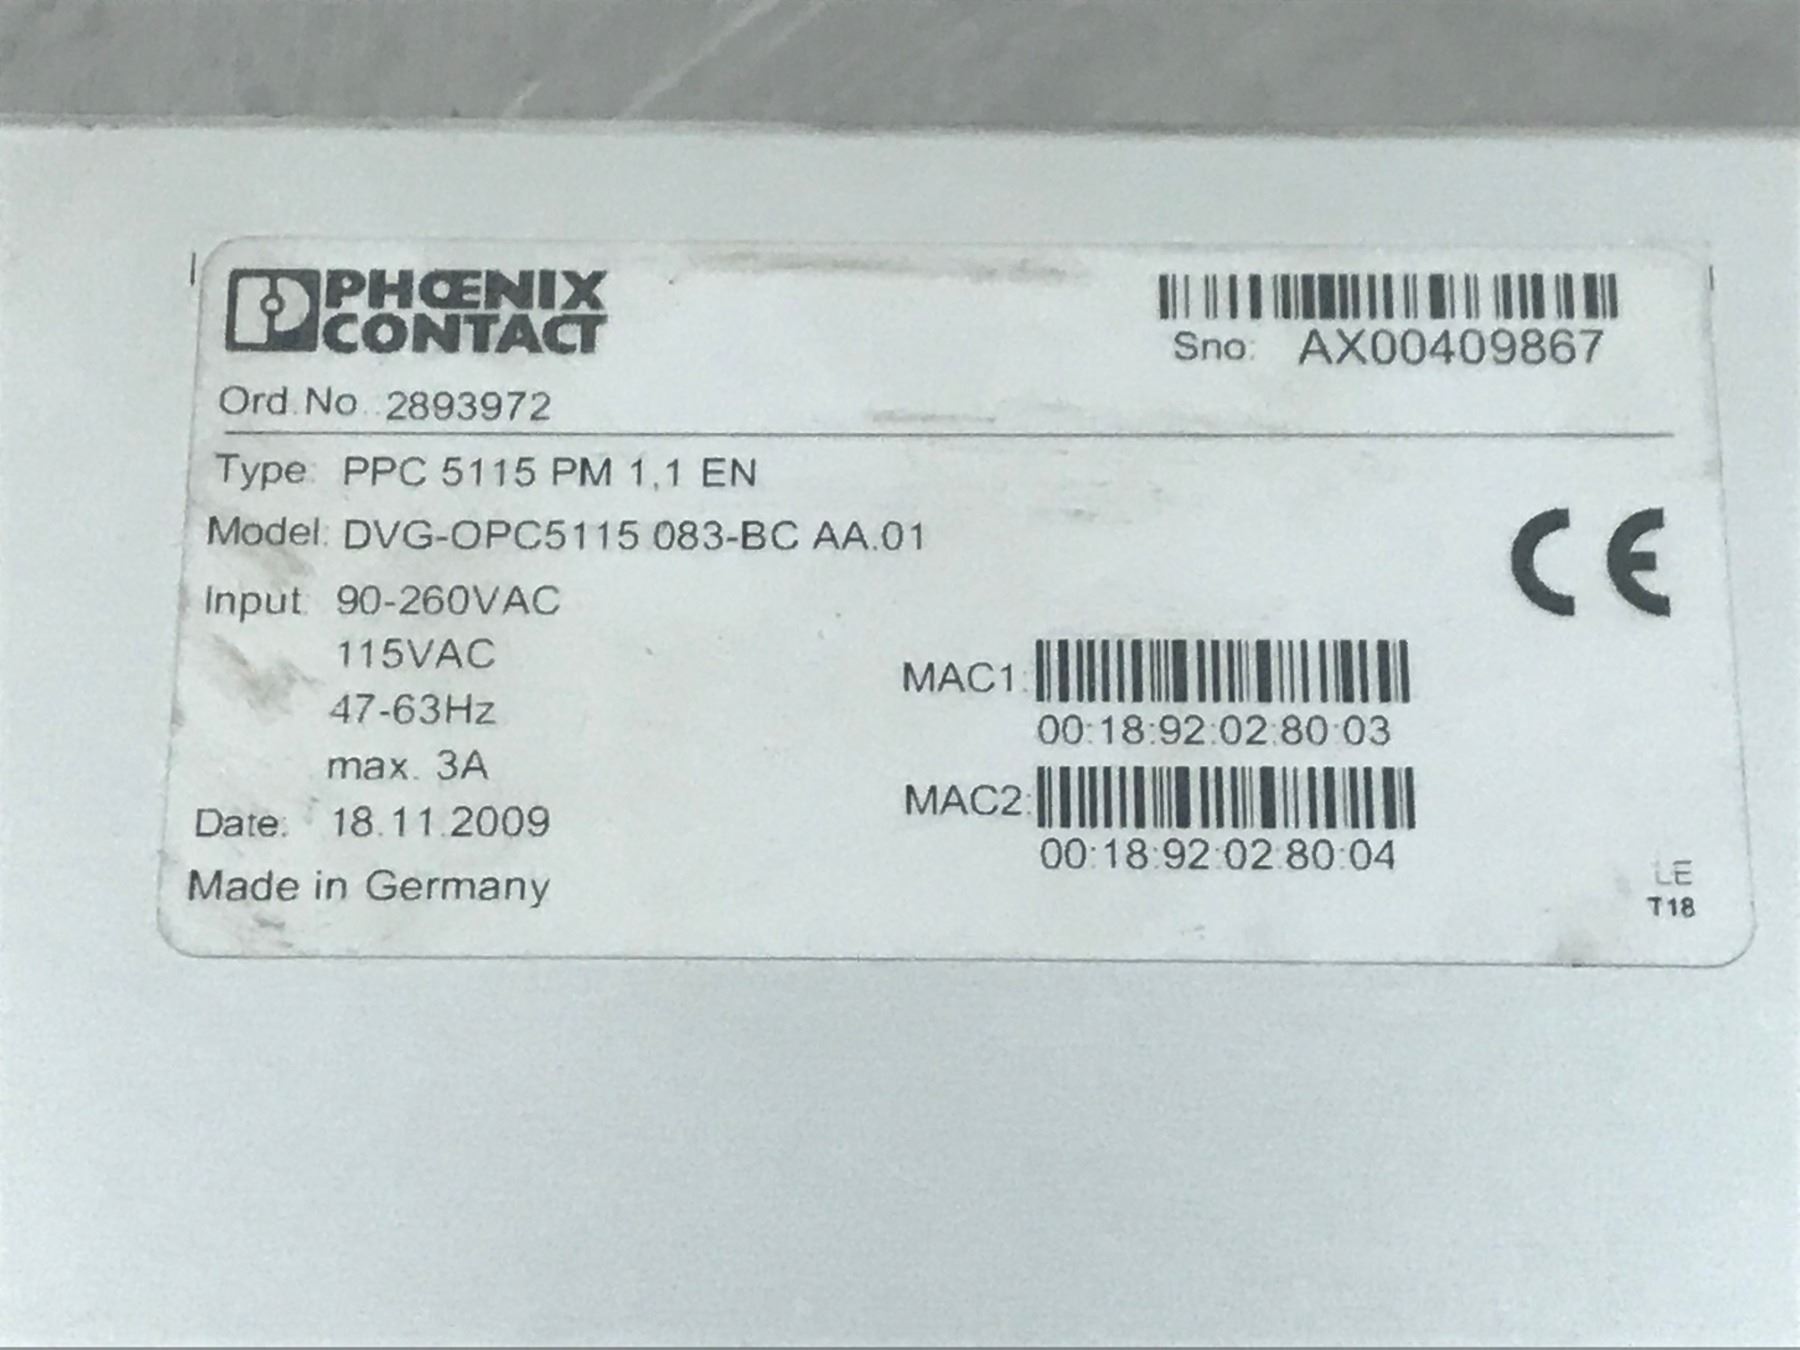 PHŒNIX
CONTACT
Sno: AX00409867
Ord.No.:2893972
Type: PPC 5115 PM 1,1 EN
Model: DVG-OPC5115 083-BC AA.01
Input: 90-260VAC
115VAC
47-63Hz
max. 3A
Date: 18.11.2009
Made in Germany
CE
MAC1:
00:18:92:02:80:03
MAC2:
00:18:92:02:80:04
LE
T18